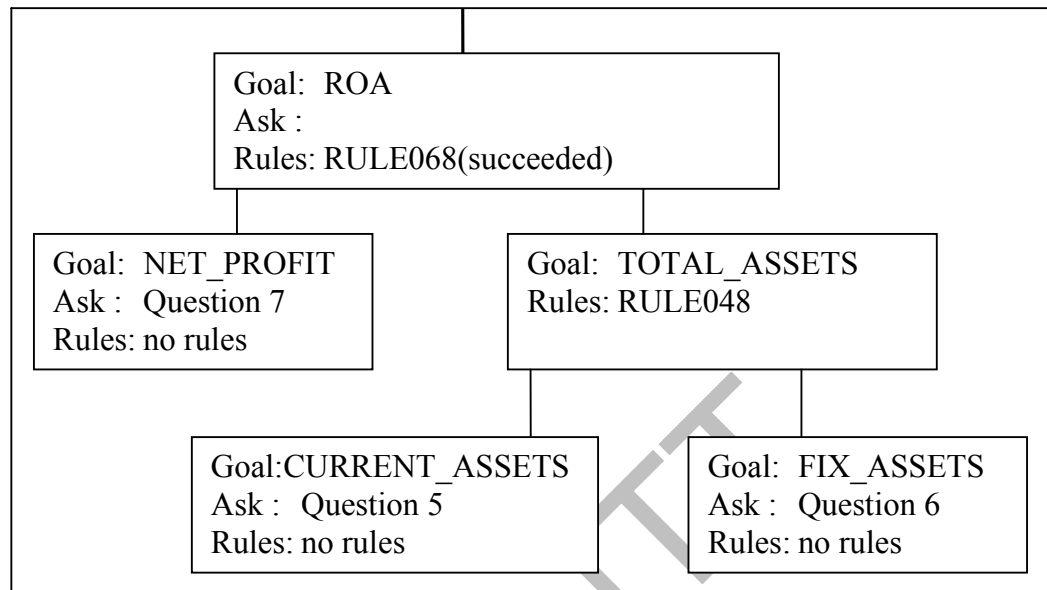 Goal: ROA
Ask :
Rules: RULE068(succeeded)
Goal: NET_PROFIT
Ask : Question 7
Rules: no rules
Goal: TOTAL_ASSETS
Rules: RULE048
Goal:CURRENT_ASSETS
Ask : Question 5
Rules: no rules
Goal: FIX_ASSETS
Ask : Question 6
Rules: no rules